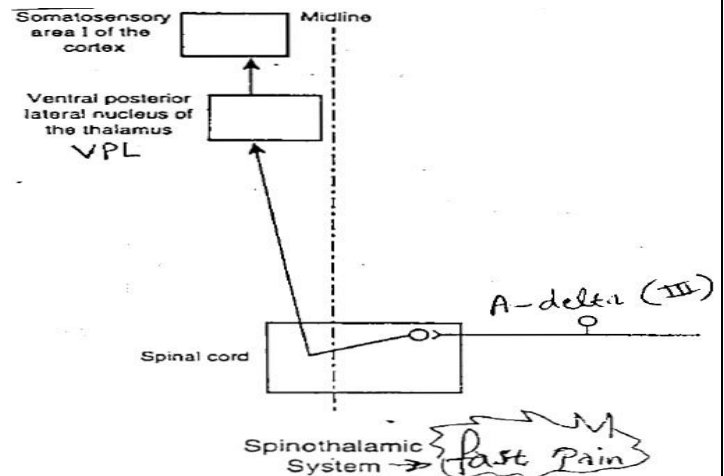 Somatosensory
area I of the
cortex
Midline
Ventral posterior
lateral nucleus of
the thalamus
VPL
A-delta (III)
Spinal cord
Spinothalamic
System → fast Pain